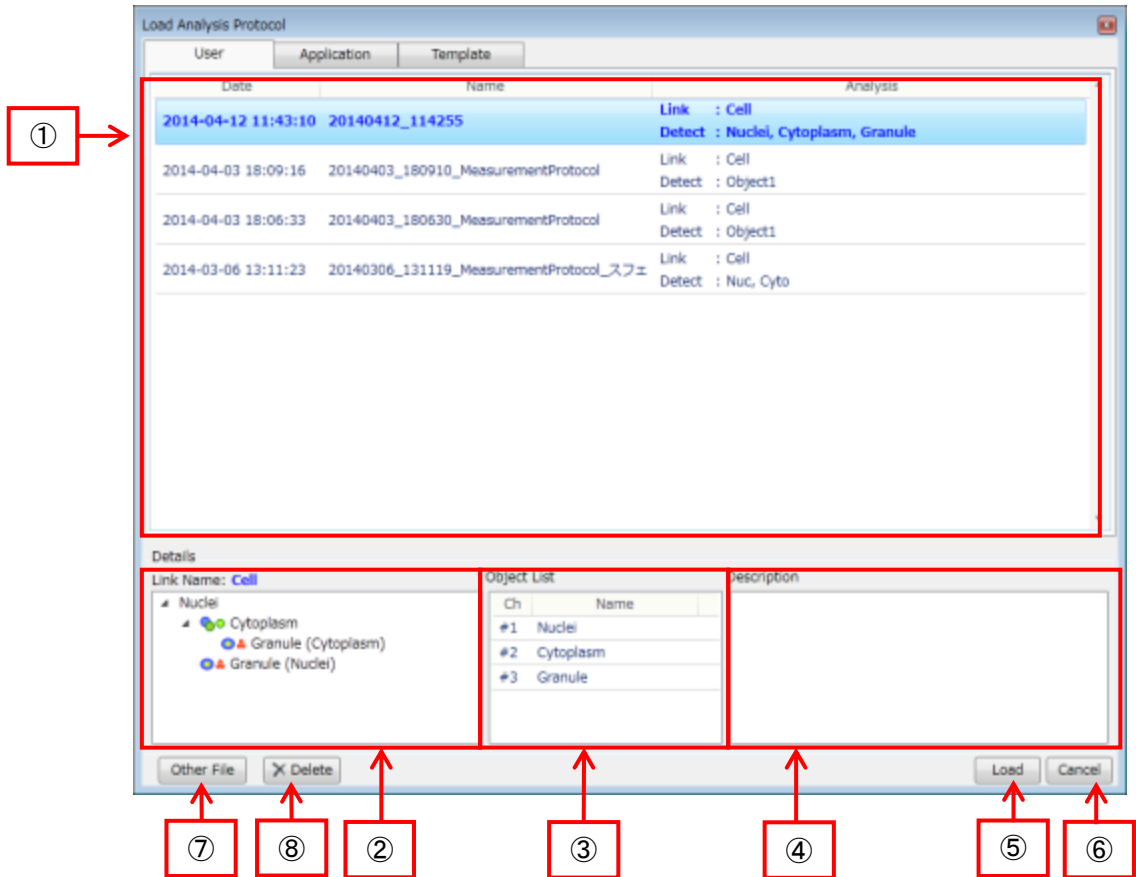 Load Analysis Protocol
User Application Template
Date Name Analysis
①
2014-04-12 11:43:10 20140412_114255 Link : Cell
Detect : Nuclei, Cytoplasm, Granule
2014-04-03 18:09:16 20140403_180910_MeasurementProtocol Link : Cell
Detect : Object1
2014-04-03 18:06:33 20140403_180630_MeasurementProtocol Link : Cell
Detect : Object1
2014-03-06 13:11:23 20140306_131119_MeasurementProtocol_スフェ Link : Cell
Detect : Nuc, Cyto
Details
Link Name: Cell
Nuclei
Cytoplasm
Granule (Cytoplasm)
Granule (Nuclei)
Object List
Ch Name
#1 Nuclei
#2 Cytoplasm
#3 Granule
Description
Other File Delete Load Cancel
⑦ ⑧ ② ③ ④ ⑤ ⑥